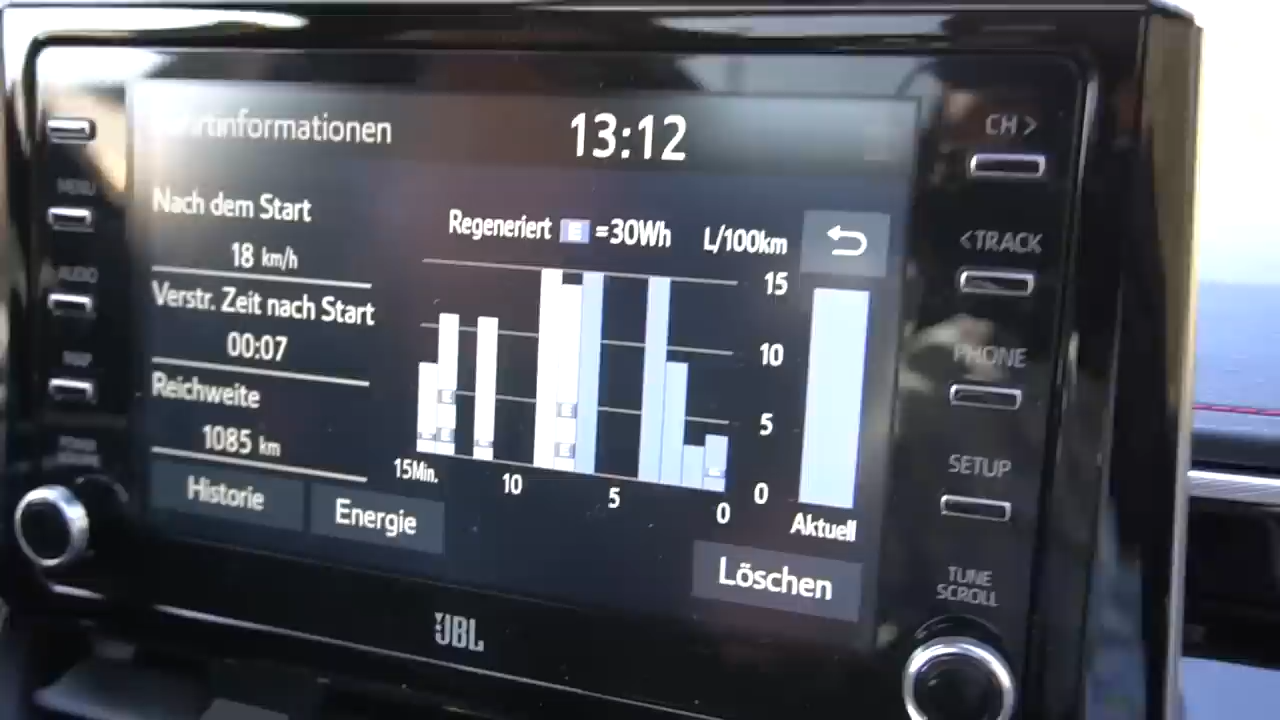 rtinformationen
13:12
CH >
MENU
Nach dem Start
18 km/h
Regeneriert E =30Wh L/100km
<TRACK
AUDIO
Verstr. Zeit nach Start
00:07
15
10
5
0
PHONE
MAP
Reichweite
1085 km
E
E
E
E
E
E
15Min.
10
5
0
Aktuell
SETUP
Historie
Energie
Löschen
TUNE
SCROLL
JBL